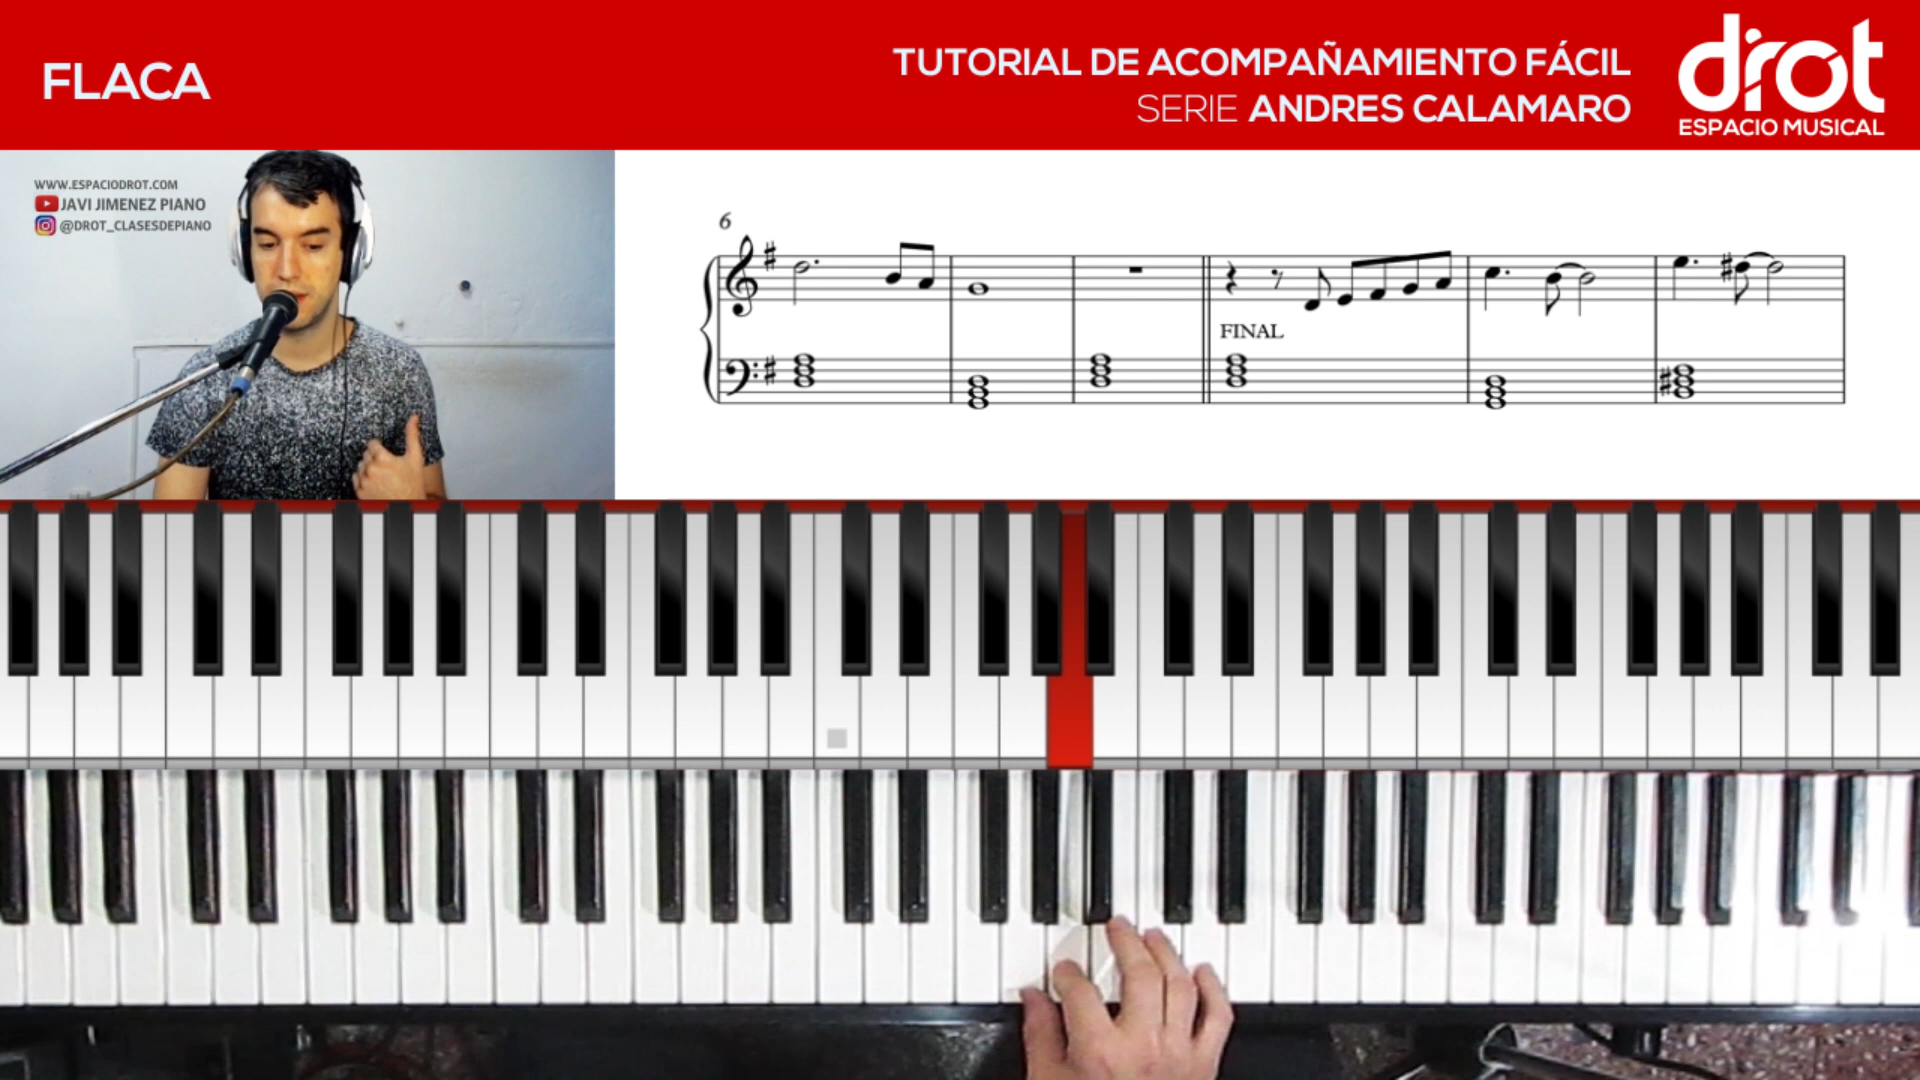 FLACA
TUTORIAL DE ACOMPAÑAMIENTO FÁCIL
SERIE ANDRES CALAMARO
drot
ESPACIO MUSICAL
WWW.ESPACIODROT.COM
JAVI JIMENEZ PIANO
@DROT_CLASESDEPIANO
6
FINAL